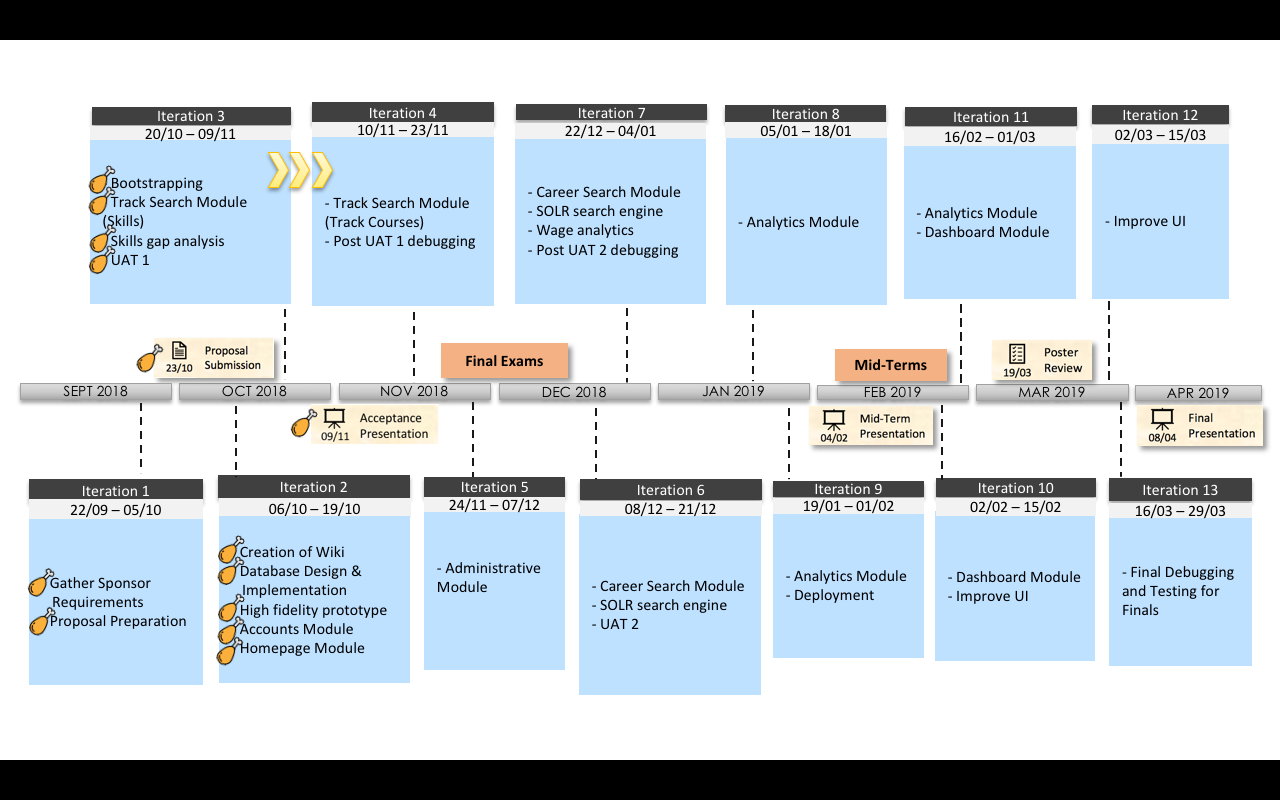 Iteration 3
20/10 – 09/11
Bootstrapping
Track Search Module
(Skills)
Skills gap analysis
UAT 1
Iteration 4
10/11 – 23/11
- Track Search Module
(Track Courses)
- Post UAT 1 debugging
Iteration 7
22/12 – 04/01
- Career Search Module
- SOLR search engine
- Wage analytics
- Post UAT 2 debugging
Iteration 8
05/01 – 18/01
- Analytics Module
Iteration 11
16/02 – 01/03
- Analytics Module
- Dashboard Module
Iteration 12
02/03 – 15/03
- Improve UI
23/10
Proposal
Submission
Final Exams
Mid-Terms
19/03
Poster
Review
SEPT 2018
OCT 2018
NOV 2018
DEC 2018
JAN 2019
FEB 2019
MAR 2019
APR 2019
09/11
Acceptance
Presentation
04/02
Mid-Term
Presentation
08/04
Final
Presentation
Iteration 1
22/09 – 05/10
Gather Sponsor
Requirements
Proposal Preparation
Iteration 2
06/10 – 19/10
Creation of Wiki
Database Design &
Implementation
High fidelity prototype
Accounts Module
Homepage Module
Iteration 5
24/11 – 07/12
- Administrative
Module
Iteration 6
08/12 – 21/12
- Career Search Module
- SOLR search engine
- UAT 2
Iteration 9
19/01 – 01/02
- Analytics Module
- Deployment
Iteration 10
02/02 – 15/02
- Dashboard Module
- Improve UI
Iteration 13
16/03 – 29/03
- Final Debugging
and Testing for
Finals